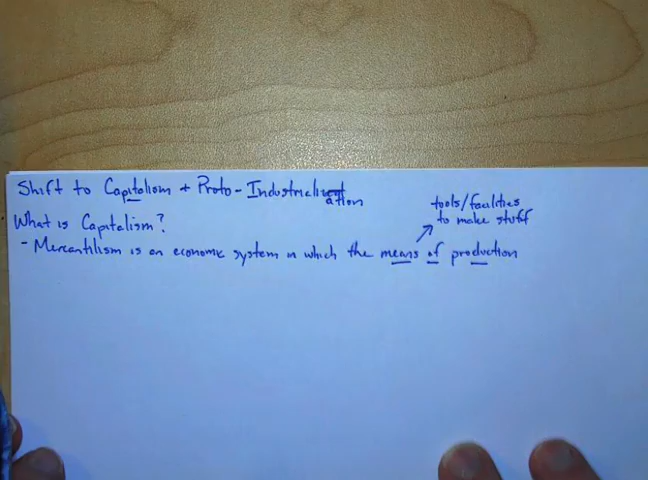 Shift to Capitalism + Proto-Industrialization
tools/facilities
to make stuff
What is Capitalism?
- Mercantilism is an economic system in which the means of production